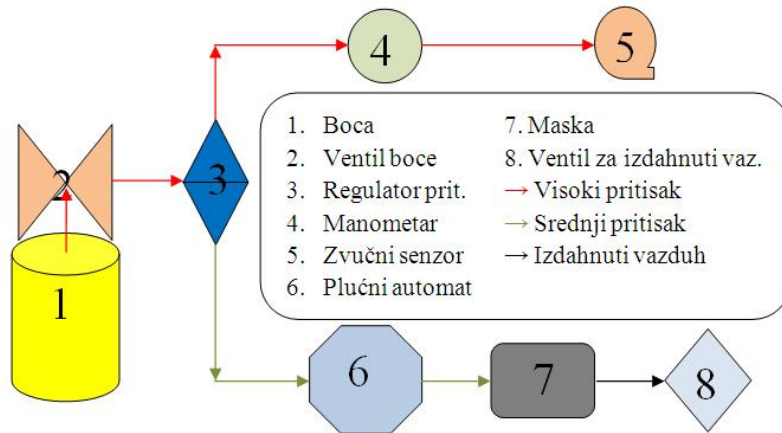 4
5
1. Boca
2. Ventil boce
3. Regulator prit.
4. Manometar
5. Zvučni senzor
6. Plućni automat
7. Maska
8. Ventil za izdahnuti vaz.
→ Visoki pritisak
→ Srednji pritisak
→ Izdahnuti vazduh
2
3
1
6
7
8